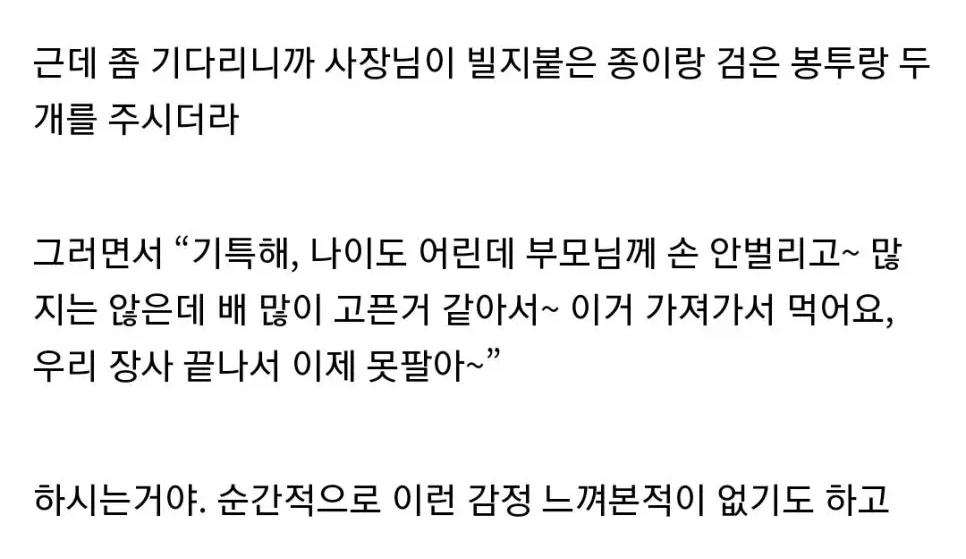 근데 좀 기다리니까 사장님이 빌지붙은 종이랑 검은 봉투랑 두
개를 주시더라
그러면서 “기특해, 나이도 어린데 부모님께 손 안벌리고~ 많
지는 않은데 배 많이 고픈거 같아서~ 이거 가져가서 먹어요,
우리 장사 끝나서 이제 못팔아~”
하시는거야. 순간적으로 이런 감정 느껴본적이 없기도 하고